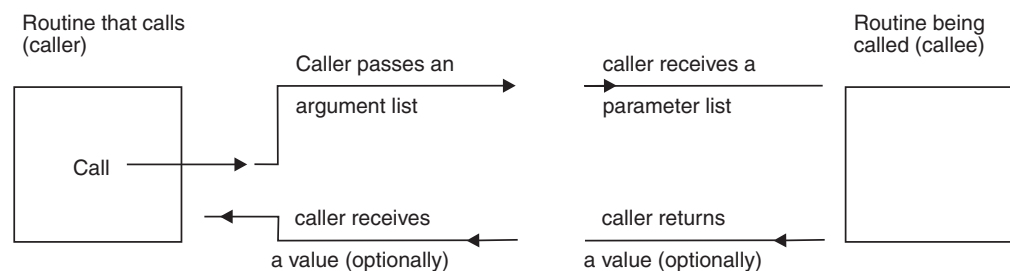 Routine that calls
(caller)
Routine being
called (callee)
Caller passes an
argument list
caller receives a
parameter list
Call
caller receives
a value (optionally)
caller returns
a value (optionally)